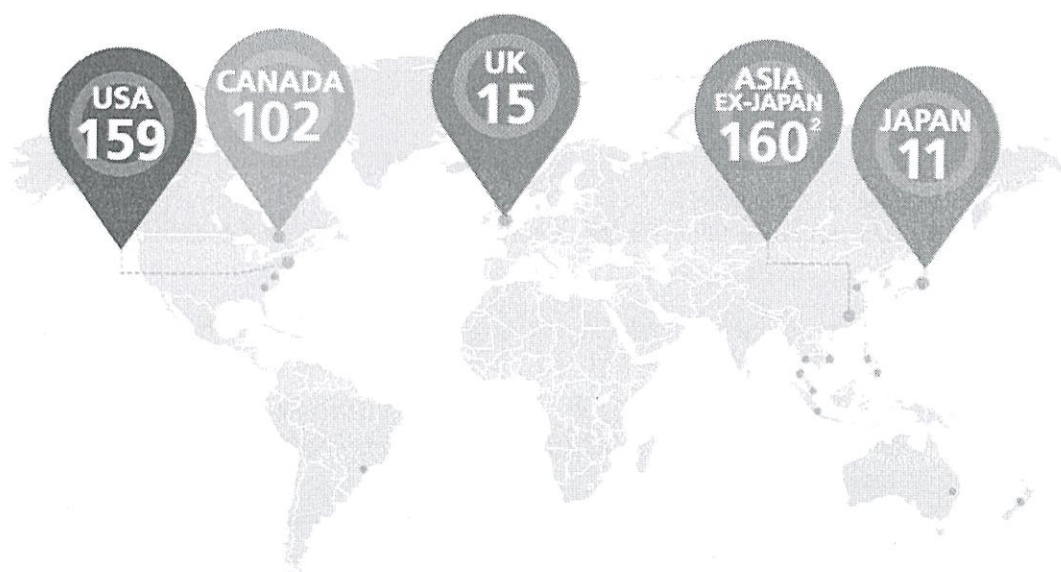 USA
159
CANADA
102
UK
15
ASIA
EX-JAPAN
160²
JAPAN
11